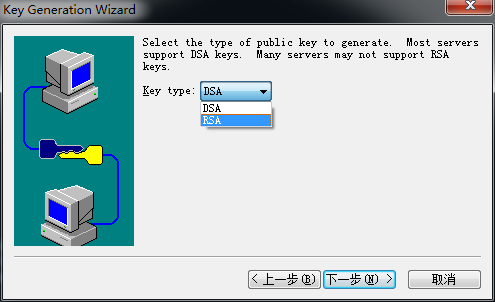 Key Generation Wizard
Select the type of public key to generate.  Most servers
support DSA keys.  Many servers may not support RSA
keys.
Key type: DSA
DSA
RSA
< 上一步(B)  下一步(N) >  取消